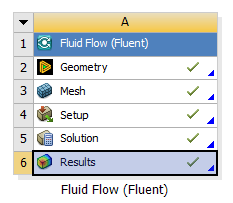 A
1 Fluid Flow (Fluent)
2 Geometry
3 Mesh
4 Setup
5 Solution
6 Results
Fluid Flow (Fluent)